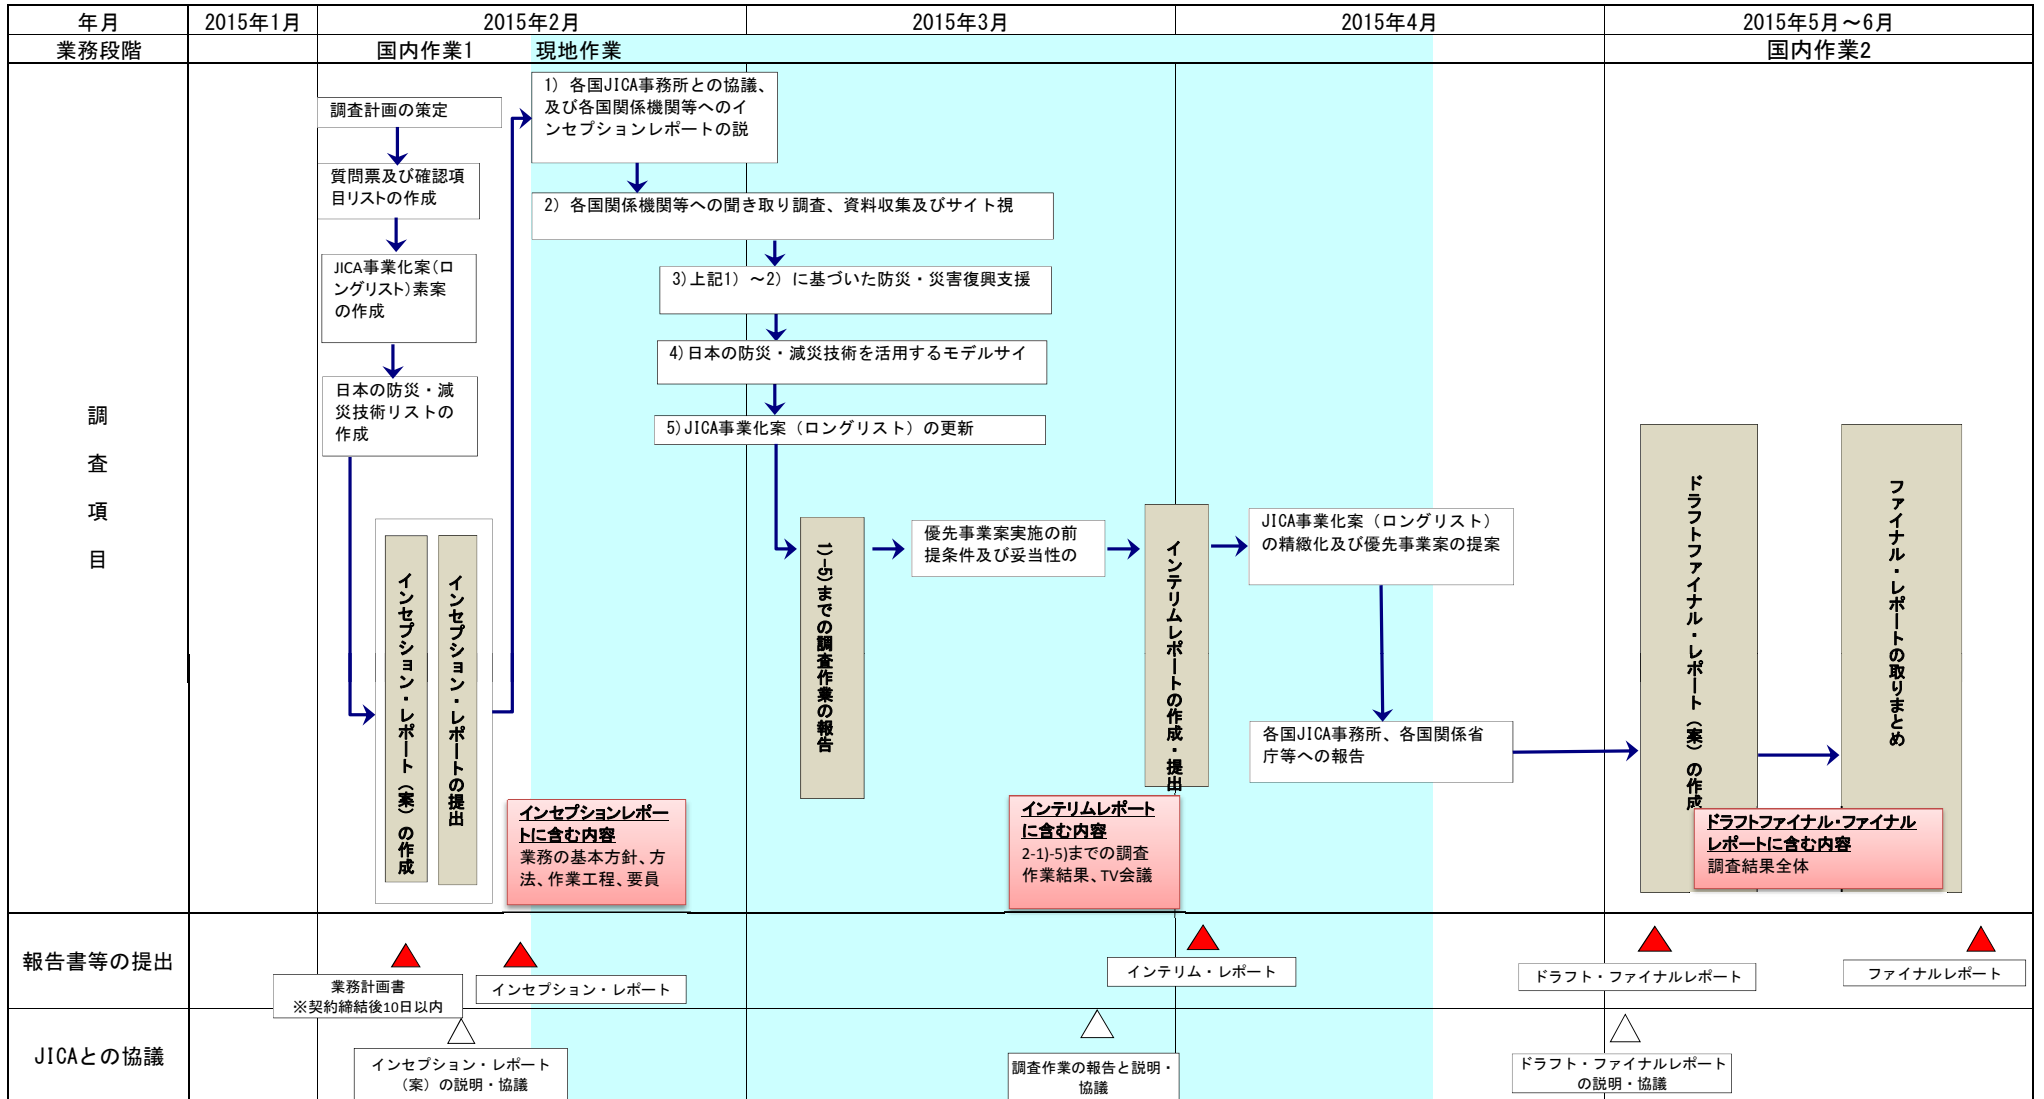 年月
2015年1月
2015年2月
2015年3月
2015年4月
2015年5月～6月
業務段階
国内作業1
現地作業
国内作業2
調
査
項
目
調査計画の策定
質問票及び確認項
目リストの作成
JICA事業化案（ロ
ングリスト）素案
の作成
日本の防災・減
災技術リストの
作成
インセプション・レポート（案）の作成
インセプション・レポートの提出
1）各国JICA事務所との協議、
及び各国関係機関等へのイ
ンセプションレポートの説
2）各国関係機関等への聞き取り調査、資料収集及びサイト視
3)上記1）～2）に基づいた防災・災害復興支援
4)日本の防災・減災技術を活用するモデルサイ
5)JICA事業化案（ロングリスト）の更新
1)-5)までの調査作業の報告
優先事業案実施の前
提条件及び妥当性の
インテリムレポートの作成・提出
JICA事業化案（ロングリスト）
の精緻化及び優先事業案の提案
各国JICA事務所、各国関係省
庁等への報告
ドラフトファイナル・レポート（案）の作成
ファイナル・レポートの取りまとめ
インセプションレポー
トに含む内容
業務の基本方針、方
法、作業工程、要員
インテリムレポート
に含む内容
2-1)-5)までの調査
作業結果、TV会議
ドラフトファイナル・ファイナル
レポートに含む内容
調査結果全体
報告書等の提出
業務計画書
※契約締結後10日以内
インセプション・レポート
インテリム・レポート
ドラフト・ファイナルレポート
ファイナルレポート
JICAとの協議
インセプション・レポート
（案）の説明・協議
調査作業の報告と説明・
協議
ドラフト・ファイナルレポート
の説明・協議